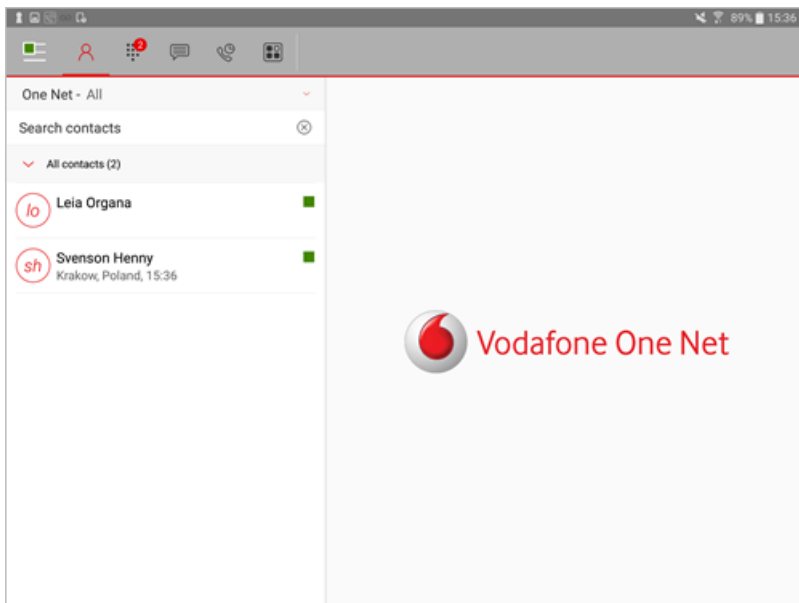 89% 15:36
2
One Net - All
Search contacts
All contacts (2)
lo Leia Organa
sh Svenson Henny
Krakow, Poland, 15:36
Vodafone One Net